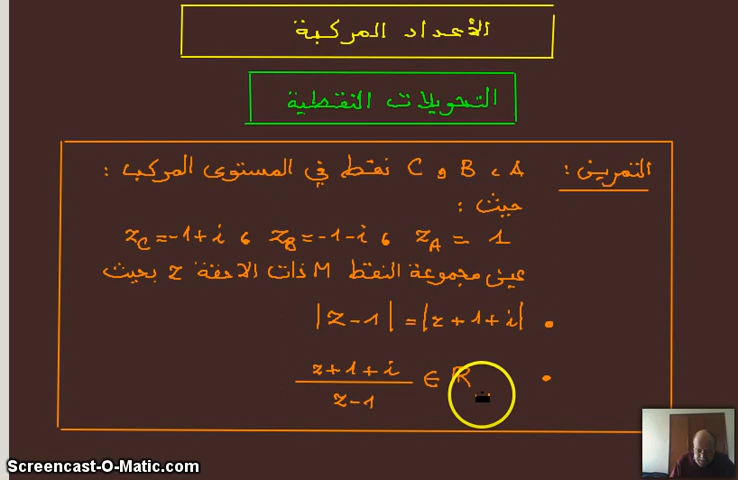 الأعداد المركبة
التحويلات النقطية
التمرين: A ، B و C نقط في المستوى المركب :
حيث :
z_A = 1 ، z_B = -1-i ، z_C = -1+i
عين مجموعة النقط M ذات الاحقة z بحيث
• |z-1| = |z+1+i|
• (z+1+i)/(z-1) ∈ R
Screencast-O-Matic.com